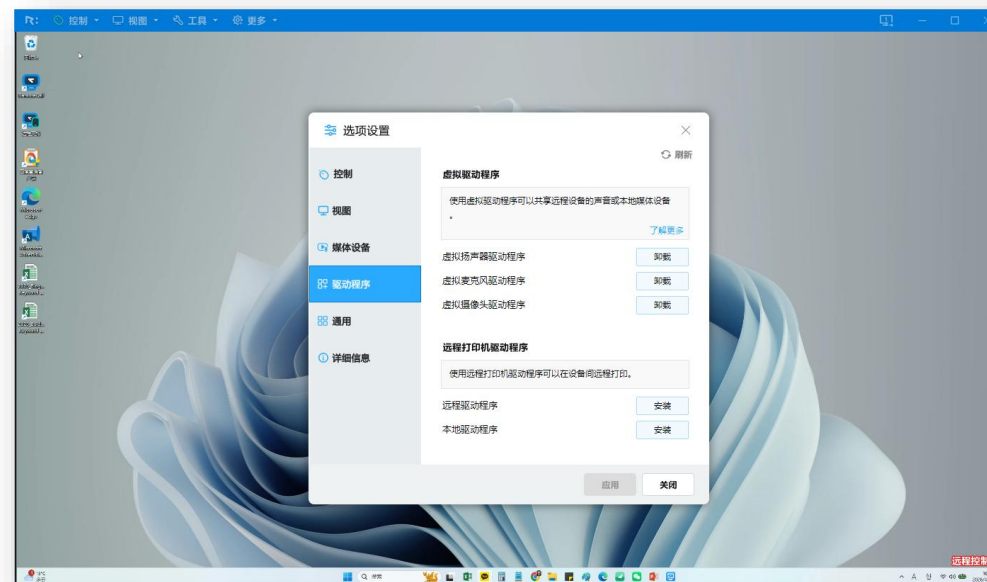 控制
视图
工具
更多
选项设置
刷新
控制
视图
媒体设备
驱动程序
通用
详细信息
虚拟驱动程序
使用虚拟驱动程序可以共享远程设备的声音或本地媒体设备
。
了解更多
虚拟扬声器驱动程序
卸载
虚拟麦克风驱动程序
卸载
虚拟摄像头驱动程序
卸载
远程打印机驱动程序
使用远程打印机驱动程序可以在设备间远程打印。
远程驱动程序
安装
本地驱动程序
安装
应用
关闭
远程控制